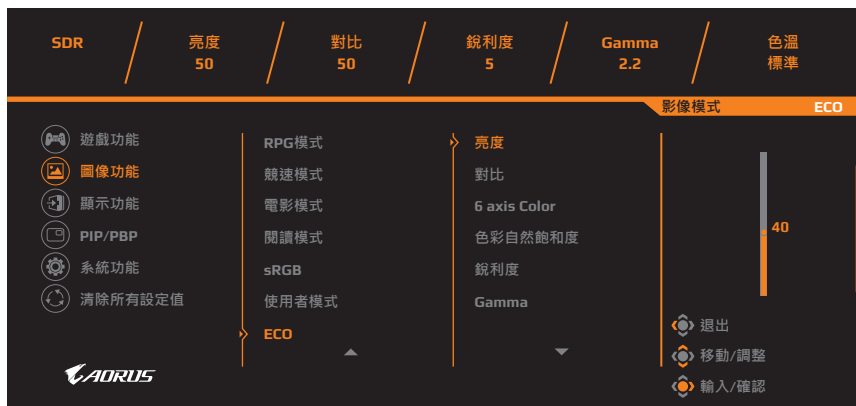 SDR
亮度
50
對比
50
銳利度
5
Gamma
2.2
色溫
標準
影像模式
ECO
遊戲功能
圖像功能
顯示功能
PIP/PBP
系統功能
清除所有設定值
RPG模式
競速模式
電影模式
閱讀模式
sRGB
使用者模式
ECO
亮度
對比
6 axis Color
色彩自然飽和度
銳利度
Gamma
40
退出
移動/調整
輸入/確認
AORUS